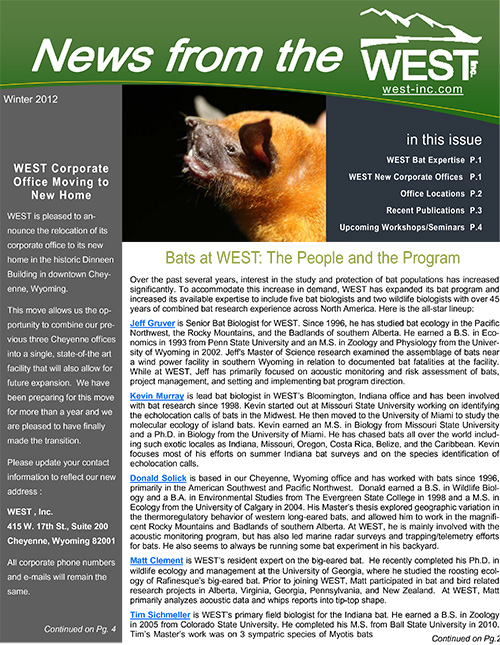 News from the
WEST
west-inc.com
Winter 2012
in this issue
WEST Bat Expertise P.1
WEST New Corporate Offices P.1
Office Locations P.2
Recent Publications P.3
Upcoming Workshops/Seminars P.4
WEST Corporate
Office Moving to
New Home
WEST is pleased to an-
nounce the relocation of its
corporate office to its new
home in the historic Dinneen
Building in downtown Chey-
enne, Wyoming.
This move allows us the op-
portunity to combine our pre-
vious three Cheyenne offices
into a single, state-of-the art
facility that will also allow for
future expansion. We have
been preparing for this move
for more than a year and we
are pleased to have finally
made the transition.
Please update your contact
information to reflect our new
address :
WEST , Inc.
415 W. 17th St., Suite 200
Cheyenne, Wyoming 82001
All corporate phone numbers
and e-mails will remain the
same.
Continued on Pg. 4
Bats at WEST: The People and the Program
Over the past several years, interest in the study and protection of bat populations has increased
significantly. To accommodate this increase in demand, WEST has expanded its bat program and
increased its available expertise to include five bat biologists and two wildlife biologists with over 45
years of combined bat research experience across North America. Here is the all-star lineup:
Jeff Gruver is Senior Bat Biologist for WEST. Since 1996, he has studied bat ecology in the Pacific
Northwest, the Rocky Mountains, and the Badlands of southern Alberta. He earned a B.S. in Eco-
nomics in 1993 from Penn State University and an M.S. in Zoology and Physiology from the Univer-
sity of Wyoming in 2002. Jeff's Master of Science research examined the assemblage of bats near
a wind power facility in southern Wyoming in relation to documented bat fatalities at the facility.
While at WEST, Jeff has primarily focused on acoustic monitoring and risk assessment of bats,
project management, and setting and implementing bat program direction.
Kevin Murray is lead bat biologist in WEST's Bloomington, Indiana office and has been involved
with bat research since 1998. Kevin started out at Missouri State University working on identifying
the echolocation calls of bats in the Midwest. He then moved to the University of Miami to study the
molecular ecology of island bats. Kevin earned an M.S. in Biology from Missouri State University
and a Ph.D. in Biology from the University of Miami. He has chased bats all over the world includ-
ing such exotic locales as Indiana, Missouri, Oregon, Costa Rica, Belize, and the Caribbean. Kevin
focuses most of his efforts on summer Indiana bat surveys and on the species identification of
echolocation calls.
Donald Solick is based in our Cheyenne, Wyoming office and has worked with bats since 1996,
primarily in the American Southwest and Pacific Northwest. Donald earned a B.S. in Wildlife Biol-
ogy and a B.A. in Environmental Studies from The Evergreen State College in 1998 and a M.S. in
Ecology from the University of Calgary in 2004. His Master's thesis explored geographic variation in
the thermoregulatory behavior of western long-eared bats, and allowed him to work in the magnifi-
cent Rocky Mountains and Badlands of southern Alberta. At WEST, he is mainly involved with the
acoustic monitoring program, but has also led marine radar surveys and trapping/telemetry efforts
for bats. He also seems to always be running some bat experiment in his backyard.
Matt Clement is WEST's resident expert on the big-eared bat. He recently completed his Ph.D. in
wildlife ecology and management at the University of Georgia, where he studied the roosting ecol-
ogy of Rafinesque's big-eared bat. Prior to joining WEST, Matt participated in bat and bird related
research projects in Alberta, Virginia, Georgia, Pennsylvania, and New Zealand. At WEST, Matt
primarily analyzes acoustic data and whips reports into tip-top shape.
Tim Sichmeller is WEST's primary field biologist for the Indiana bat. He earned a B.S. in Zoology
in 2005 from Colorado State University. He completed his M.S. from Ball State University in 2010.
Tim's Master's work was on 3 sympatric species of Myotis bats
Continued on Pg.2